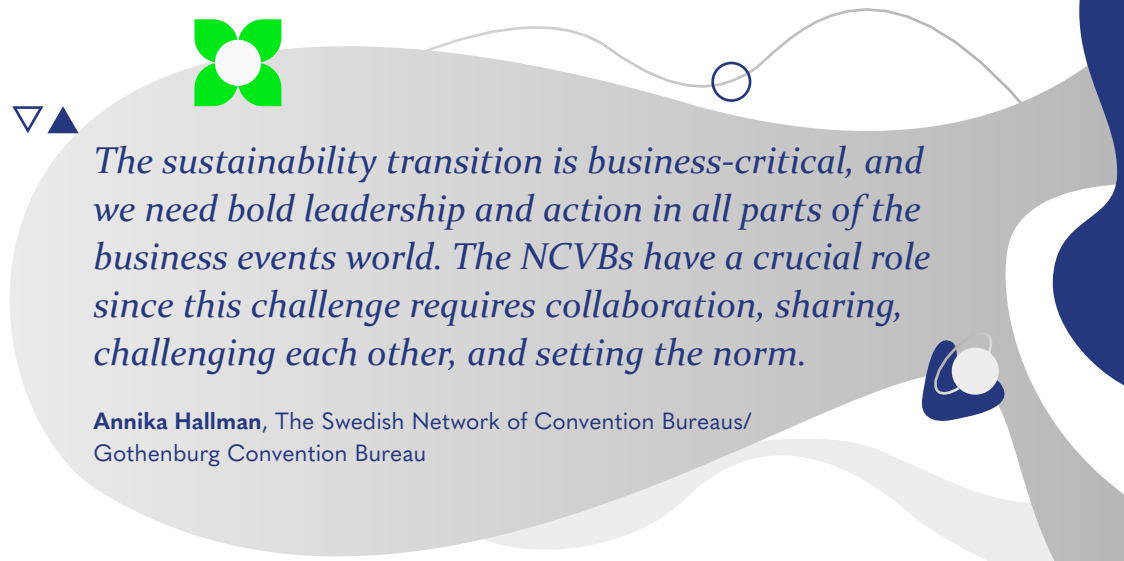 The sustainability transition is business-critical, and
we need bold leadership and action in all parts of the
business events world. The NCVBs have a crucial role
since this challenge requires collaboration, sharing,
challenging each other, and setting the norm.
Annika Hallman, The Swedish Network of Convention Bureaus/
Gothenburg Convention Bureau